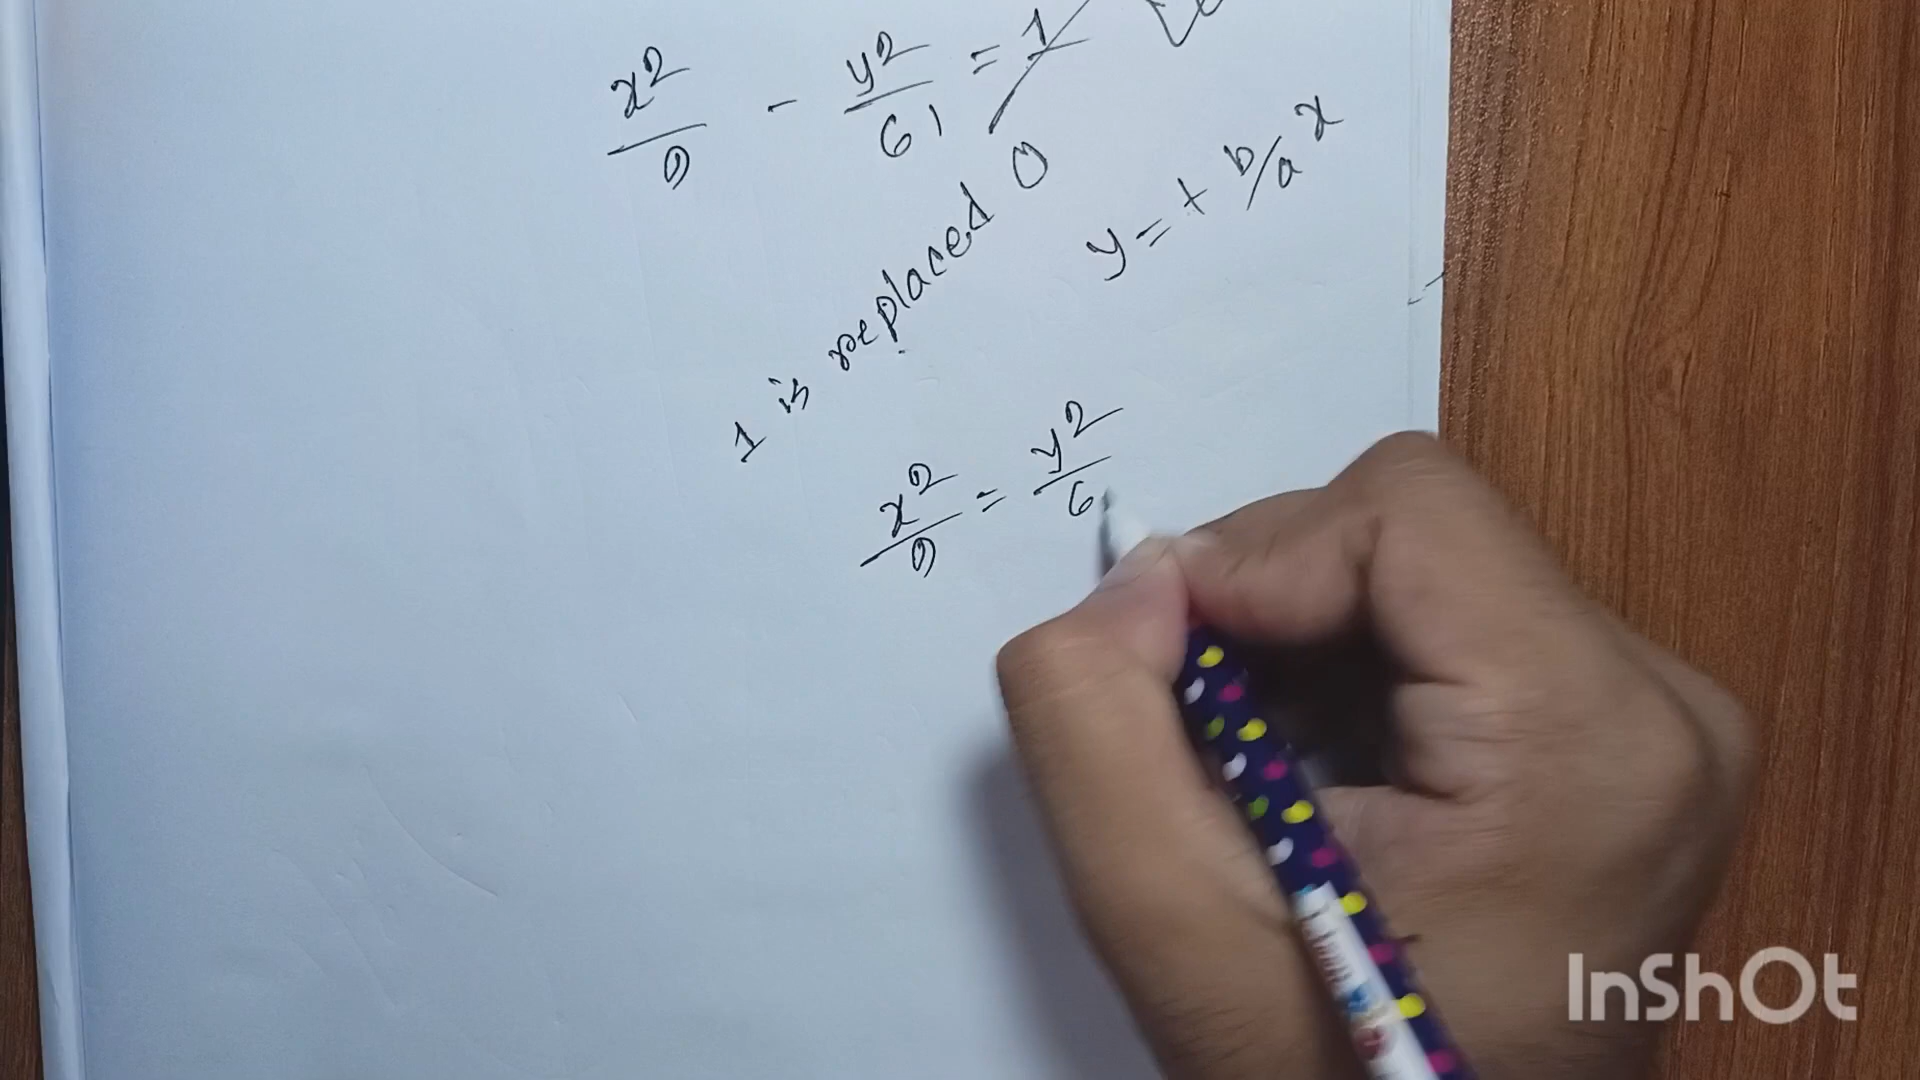 x²/9 - y²/61 = 1
1 is replaced 0
y = + b/a x
x²/9 = y²/6
InShOt